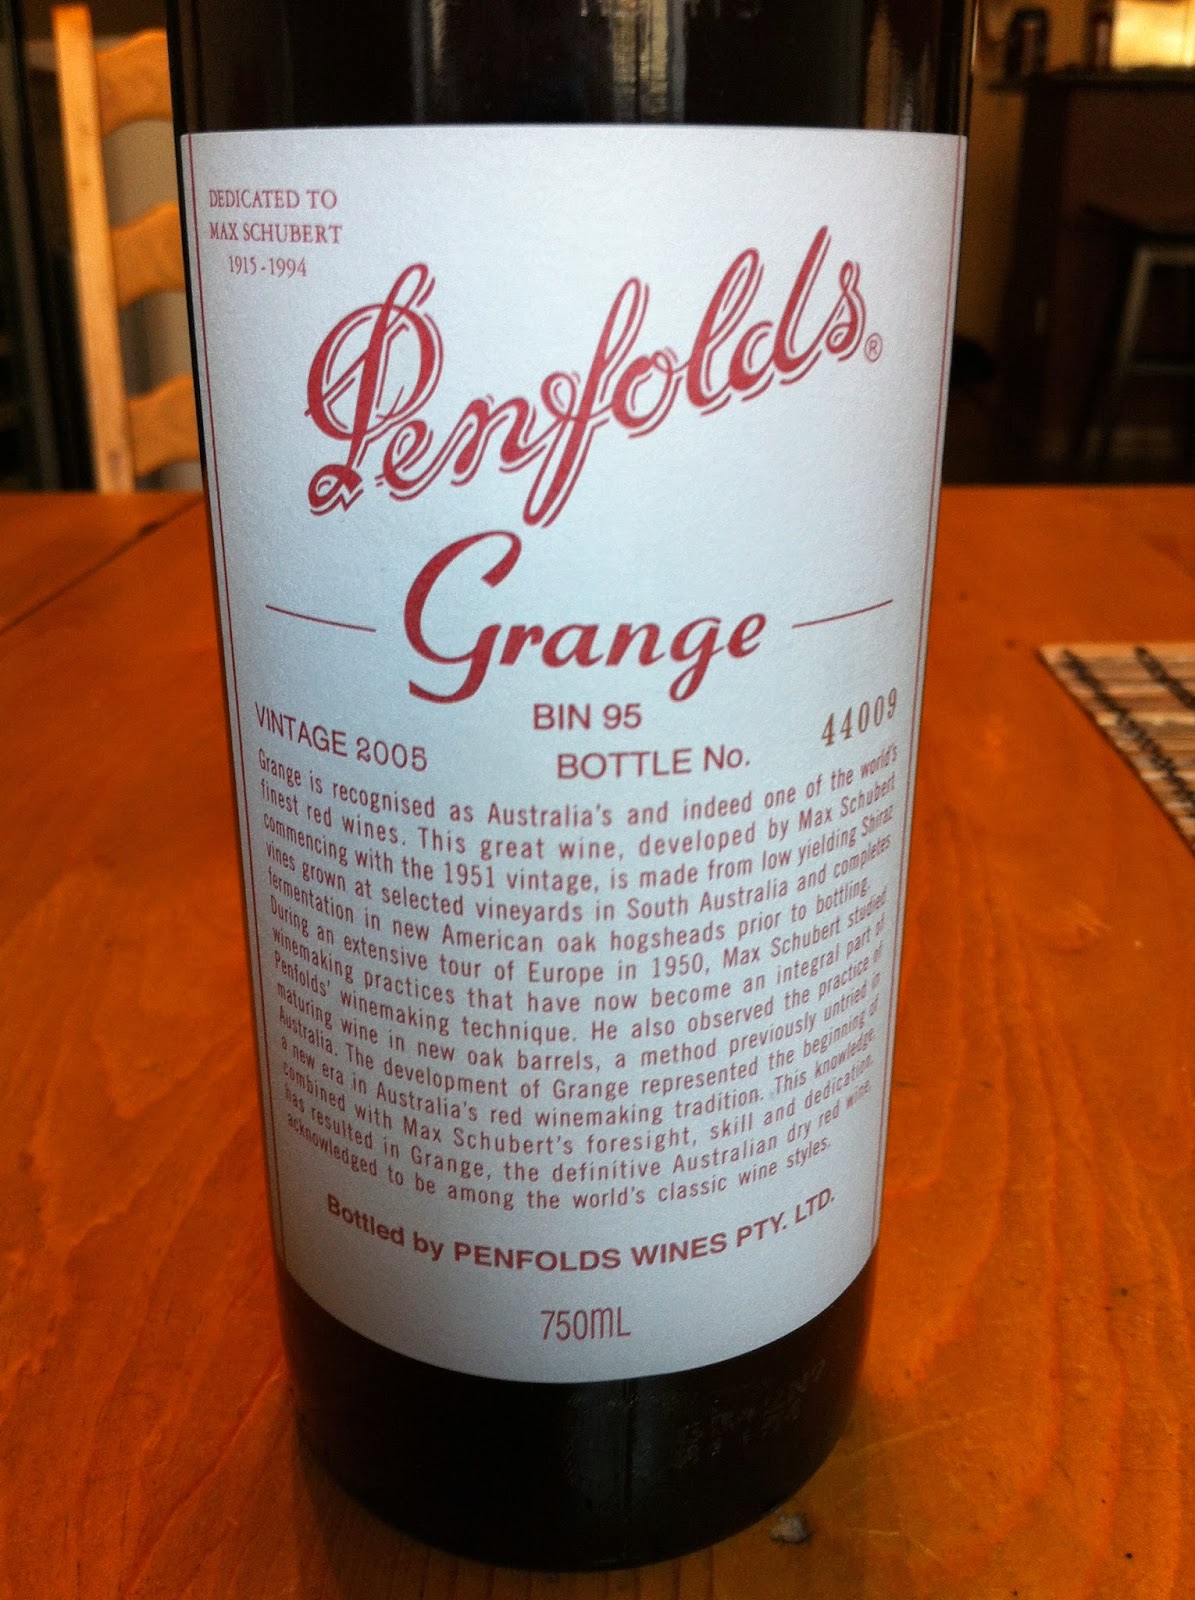 DEDICATED TO
MAX SCHUBERT
1915-1994
Penfolds®
Grange
BIN 95
VINTAGE 2005 BOTTLE No. 44009
Grange is recognised as Australia's and indeed one of the world's
finest red wines. This great wine, developed by Max Schubert
commencing with the 1951 vintage, is made from low yielding Shiraz
vines grown at selected vineyards in South Australia and completes
fermentation in new American oak hogsheads prior to bottling.
During an extensive tour of Europe in 1950, Max Schubert studied
winemaking practices that have now become an integral part of
Penfolds' winemaking technique. He also observed the practice of
maturing wine in new oak barrels, a method previously untried in
Australia. The development of Grange represented the beginning of
a new era in Australia's red winemaking tradition. This knowledge,
combined with Max Schubert's foresight, skill and dedication,
has resulted in Grange, the definitive Australian dry red wine,
acknowledged to be among the world's classic wine styles.
Bottled by PENFOLDS WINES PTY. LTD.
750ML